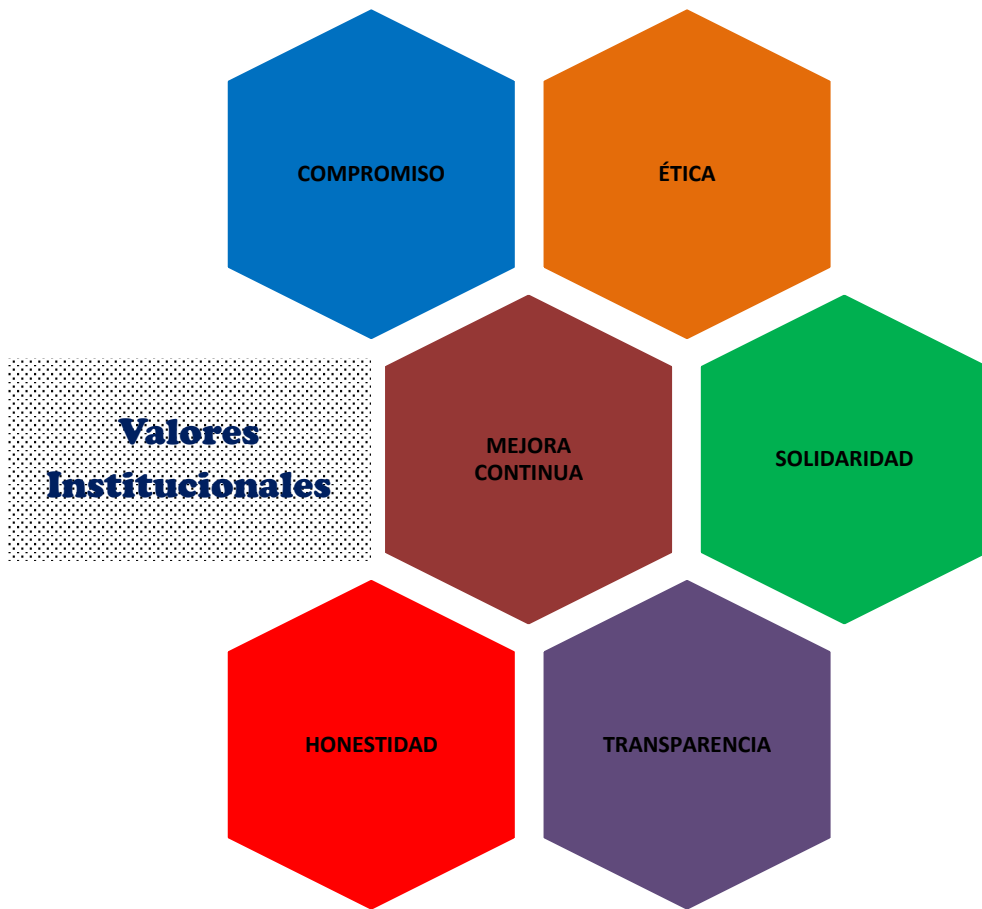 COMPROMISO
ÉTICA
Valores
Institucionales
MEJORA
CONTINUA
SOLIDARIDAD
HONESTIDAD
TRANSPARENCIA